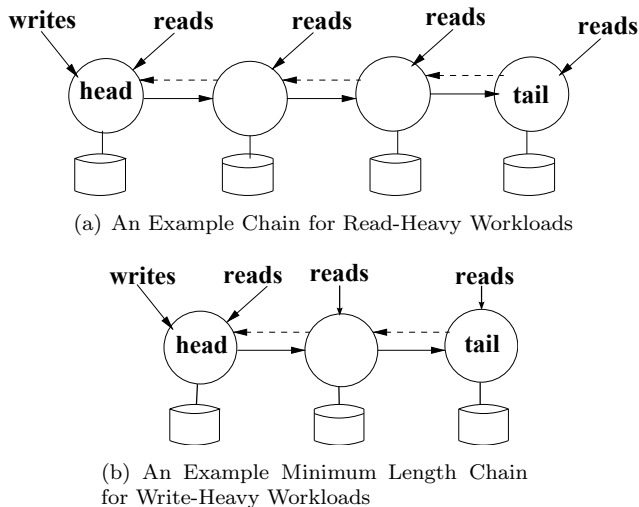 writes reads reads reads reads
head tail
(a) An Example Chain for Read-Heavy Workloads
writes reads reads reads
head tail
(b) An Example Minimum Length Chain
for Write-Heavy Workloads